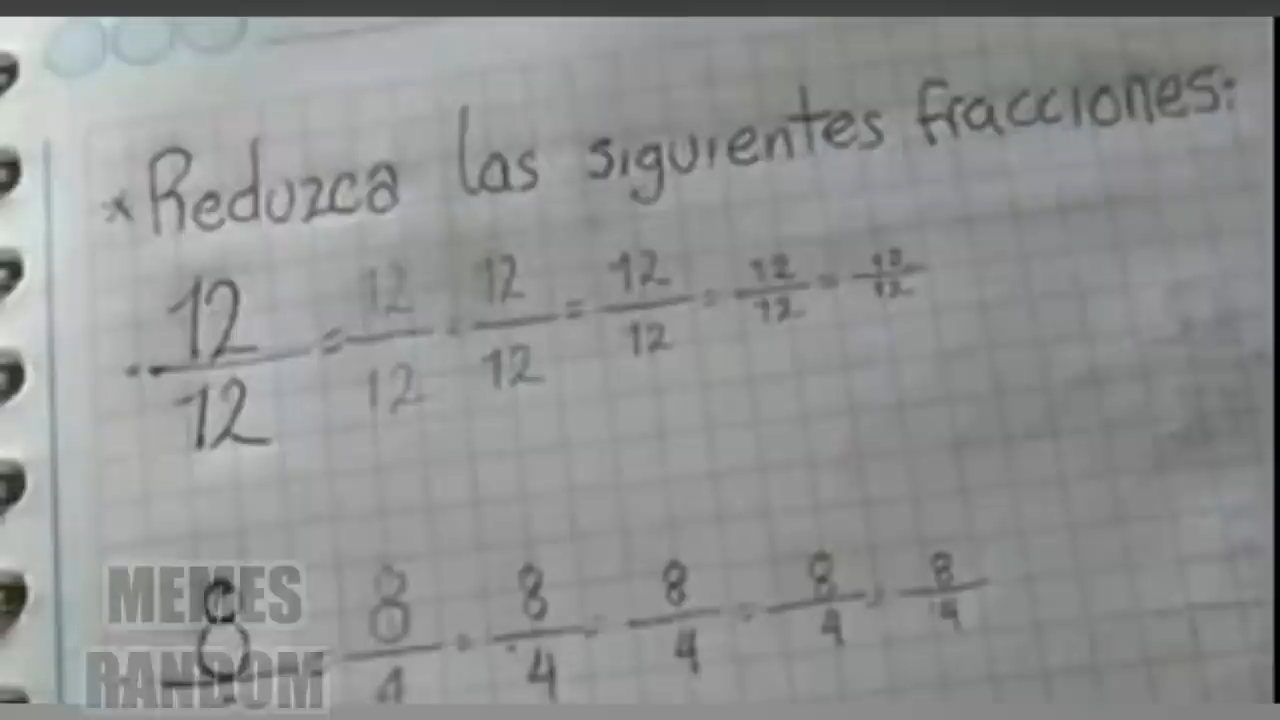 * Reduzca las siguientes fracciones:
· 12/12 = 12/12 · 12/12 = 12/12 = 12/12 = 12/12
8 8/4 · 8/4 - 8/4 - 8/4 · 8/4
MEMES
RANDOM